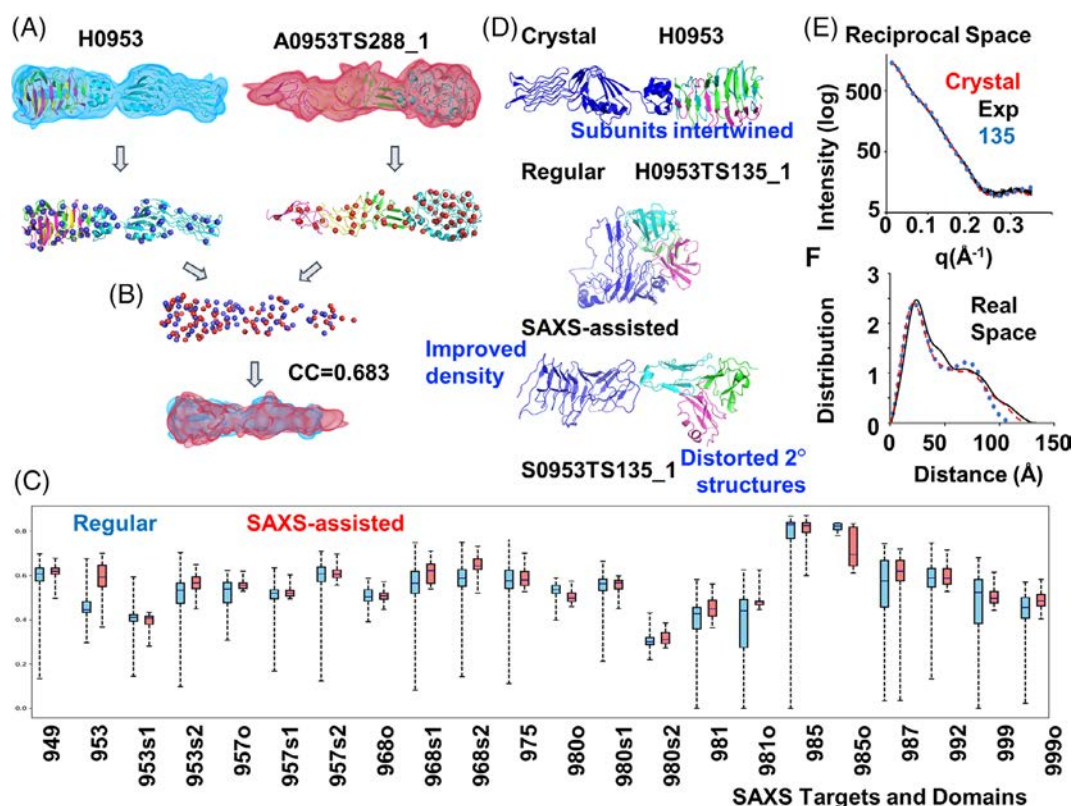 (A)
H0953
A0953TS288_1
(B)
CC=0.683
(D)
Crystal H0953
Subunits intertwined
Regular H0953TS135_1
SAXS-assisted
Improved
density
S0953TS135_1
Distorted 2°
structures
(E)
Reciprocal Space
Crystal
Exp
135
Intensity (log)
500
50
5
0 0.1 0.2 0.3
q(Å-1)
F
Real
Space
Distribution
3
2
1
0
0 50 100 150
Distance (Å)
(C)
Regular SAXS-assisted
0.8
0.6
0.4
0.2
0.0
949 953 953s1 953s2 957o 957s1 957s2 968o 968s1 968s2 975 980o 980s1 980s2 981 981o 985 985o 987 992 999 999o
SAXS Targets and Domains